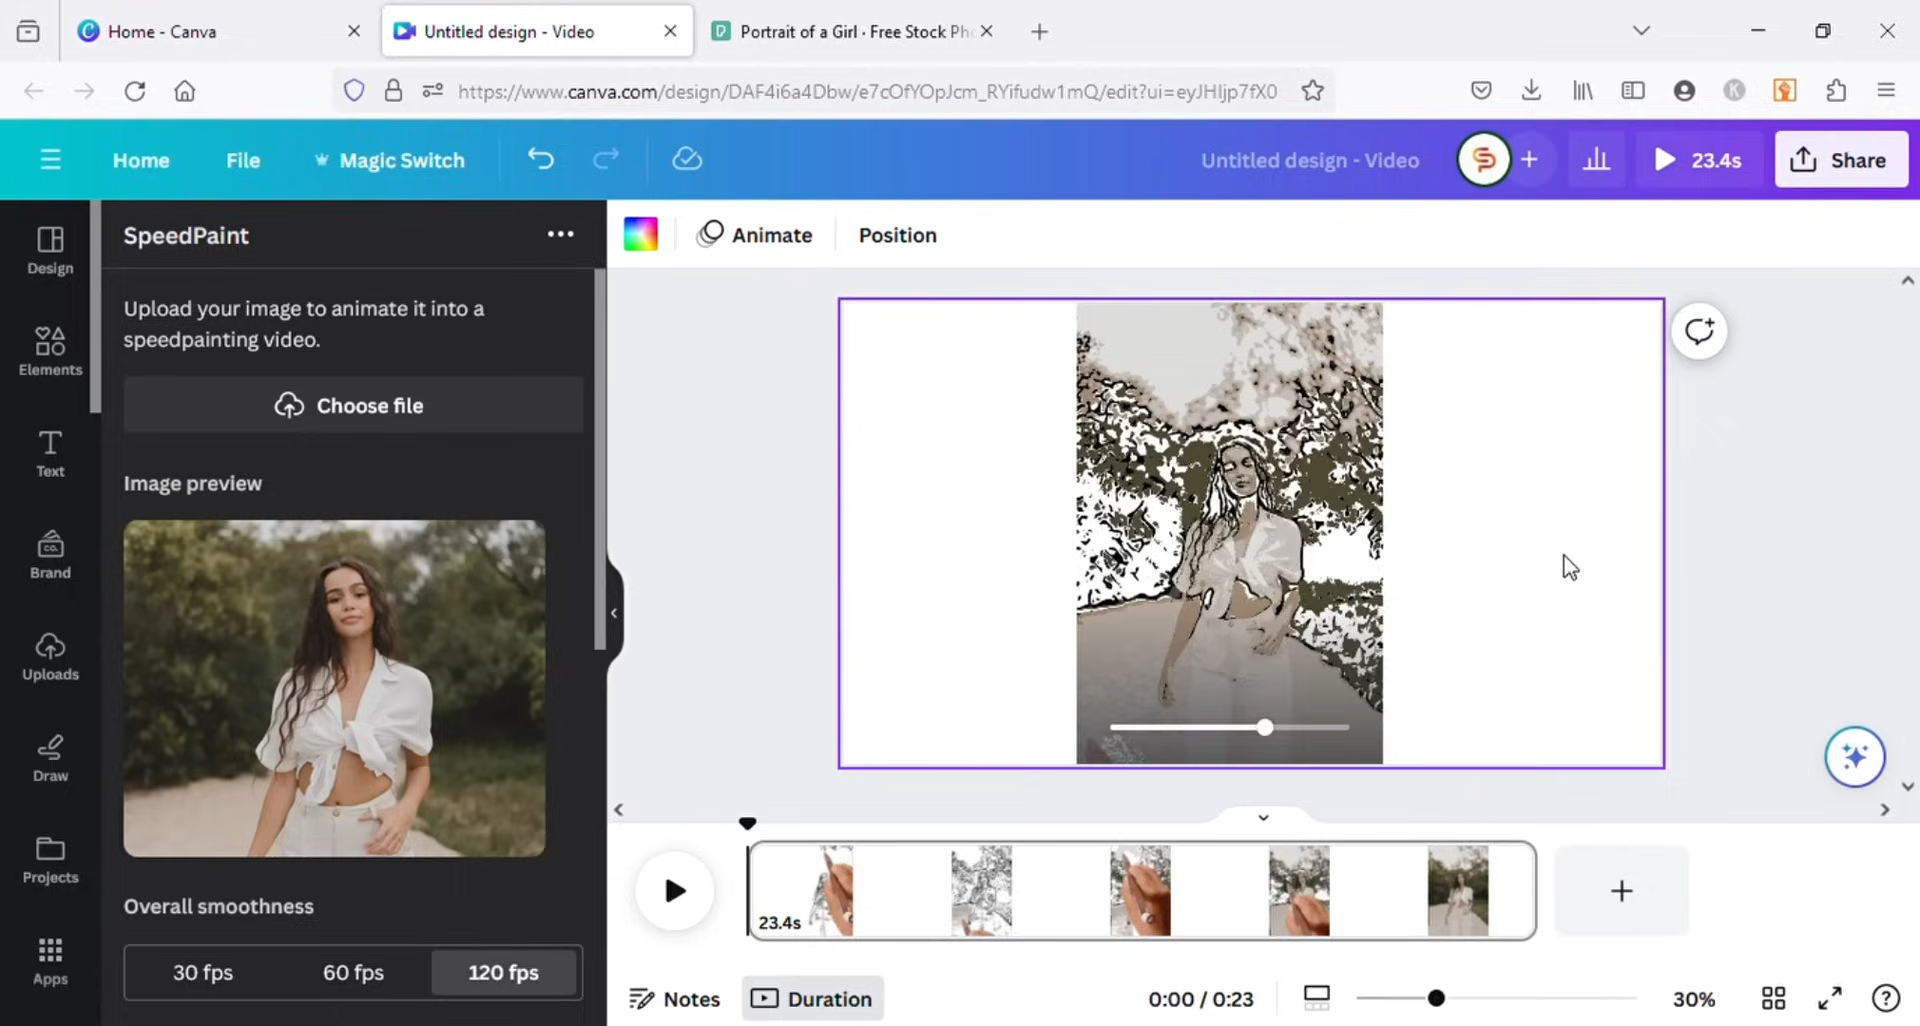 Home - Canva
Untitled design - Video
Portrait of a Girl · Free Stock Pho
https://www.canva.com/design/DAF4i6a4Dbw/e7cOfYOpJcm_RYifudw1mQ/edit?ui=eyJHIjp7fX0
Home
File
Magic Switch
Untitled design - Video
23.4s
Share
Design
Elements
Text
Brand
Uploads
Draw
Projects
Apps
SpeedPaint
Upload your image to animate it into a
speedpainting video.
Choose file
Image preview
Overall smoothness
30 fps
60 fps
120 fps
Animate
Position
23.4s
Notes
Duration
0:00 / 0:23
30%